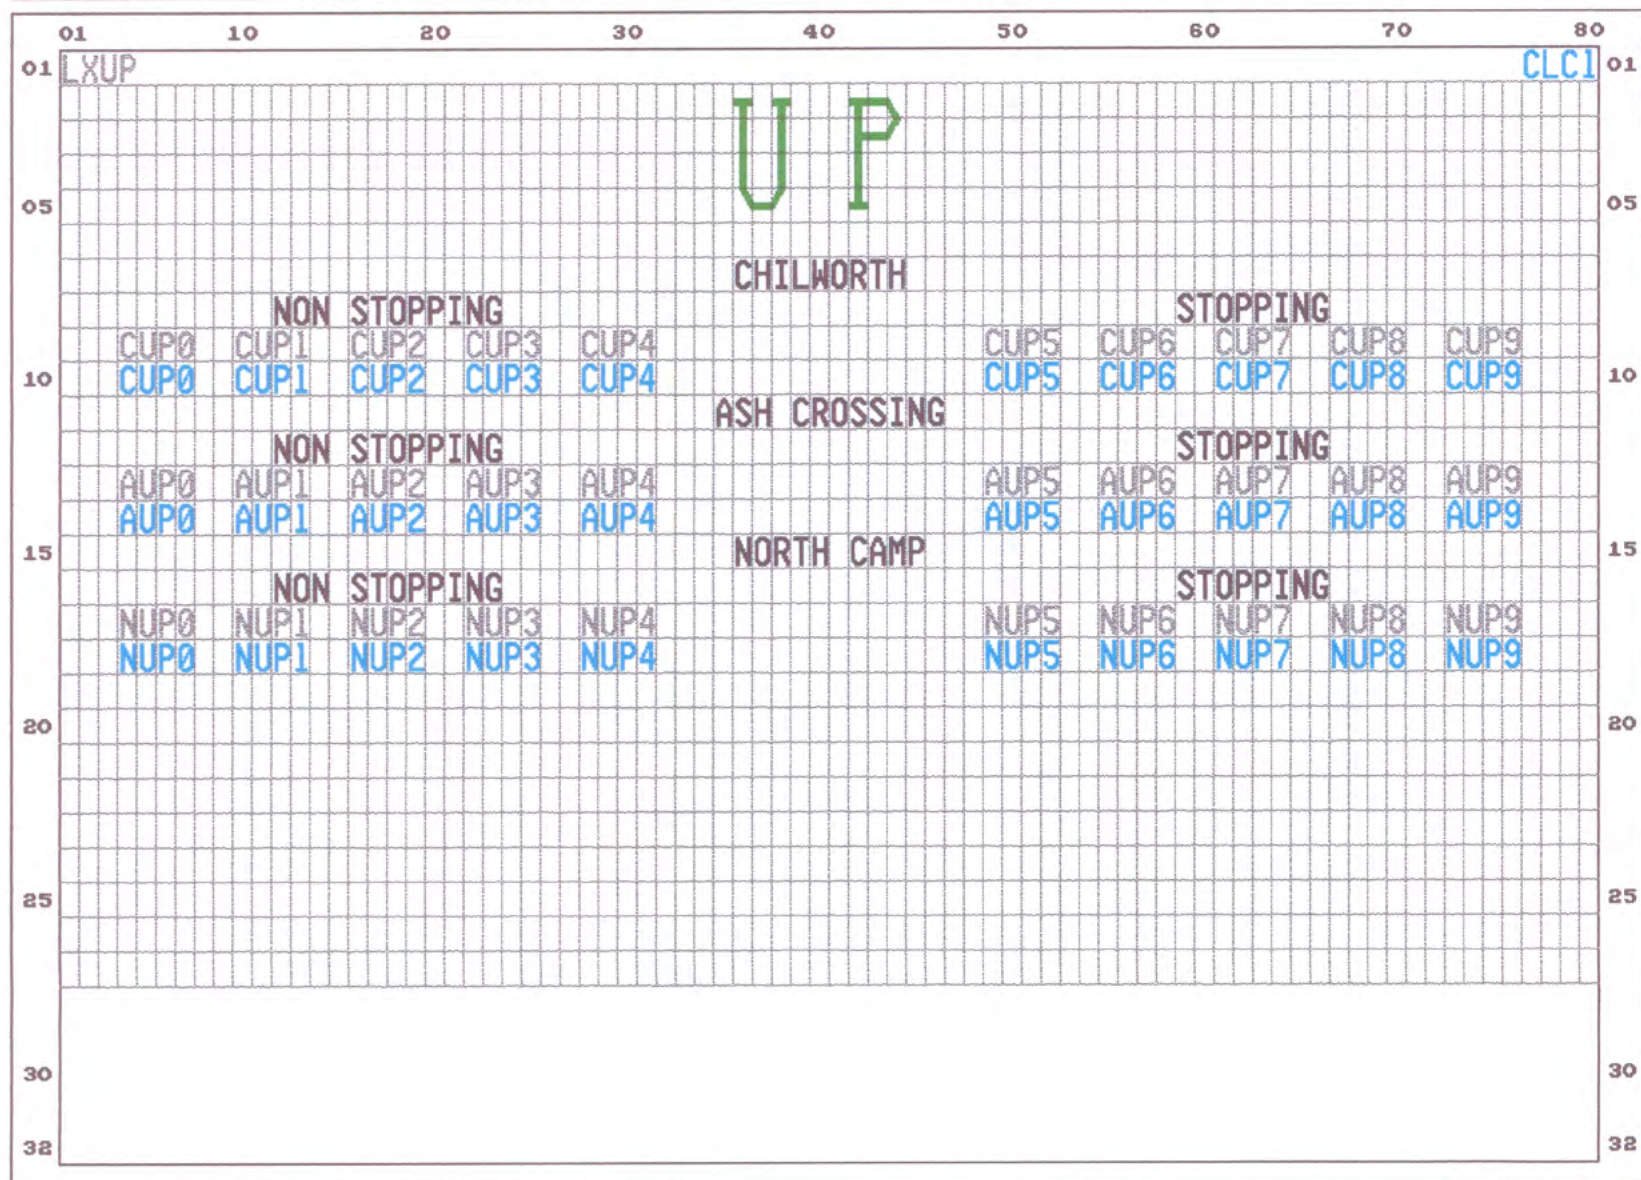 01 10 20 30 40 50 60 70 80
01 LXUP CLC1 01
UP
05 05
CHILWORTH
NON STOPPING STOPPING
CUP0 CUP1 CUP2 CUP3 CUP4 CUP5 CUP6 CUP7 CUP8 CUP9
10 CUP0 CUP1 CUP2 CUP3 CUP4 CUP5 CUP6 CUP7 CUP8 CUP9 10
ASH CROSSING
NON STOPPING STOPPING
AUP0 AUP1 AUP2 AUP3 AUP4 AUP5 AUP6 AUP7 AUP8 AUP9
AUP0 AUP1 AUP2 AUP3 AUP4 AUP5 AUP6 AUP7 AUP8 AUP9
15 NORTH CAMP 15
NON STOPPING STOPPING
NUP0 NUP1 NUP2 NUP3 NUP4 NUP5 NUP6 NUP7 NUP8 NUP9
NUP0 NUP1 NUP2 NUP3 NUP4 NUP5 NUP6 NUP7 NUP8 NUP9
20 20
25 25
30 30
32 32